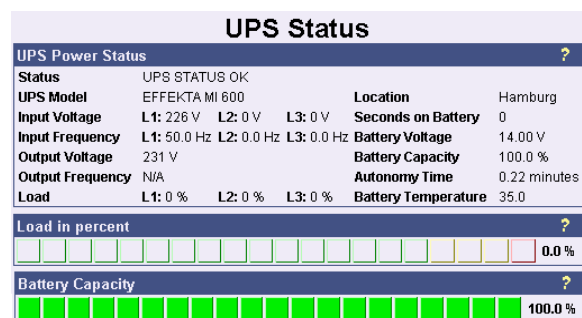 UPS Status
UPS Power Status ?
Status UPS STATUS OK
UPS Model EFFEKTA MI 600 Location Hamburg
Input Voltage L1: 226 V L2: 0 V L3: 0 V Seconds on Battery 0
Input Frequency L1: 50.0 Hz L2: 0.0 Hz L3: 0.0 Hz Battery Voltage 14.00 V
Output Voltage 231 V Battery Capacity 100.0 %
Output Frequency N/A Autonomy Time 0.22 minutes
Load L1: 0 % L2: 0 % L3: 0 % Battery Temperature 35.0
Load in percent ?
0.0 %
Battery Capacity ?
100.0 %